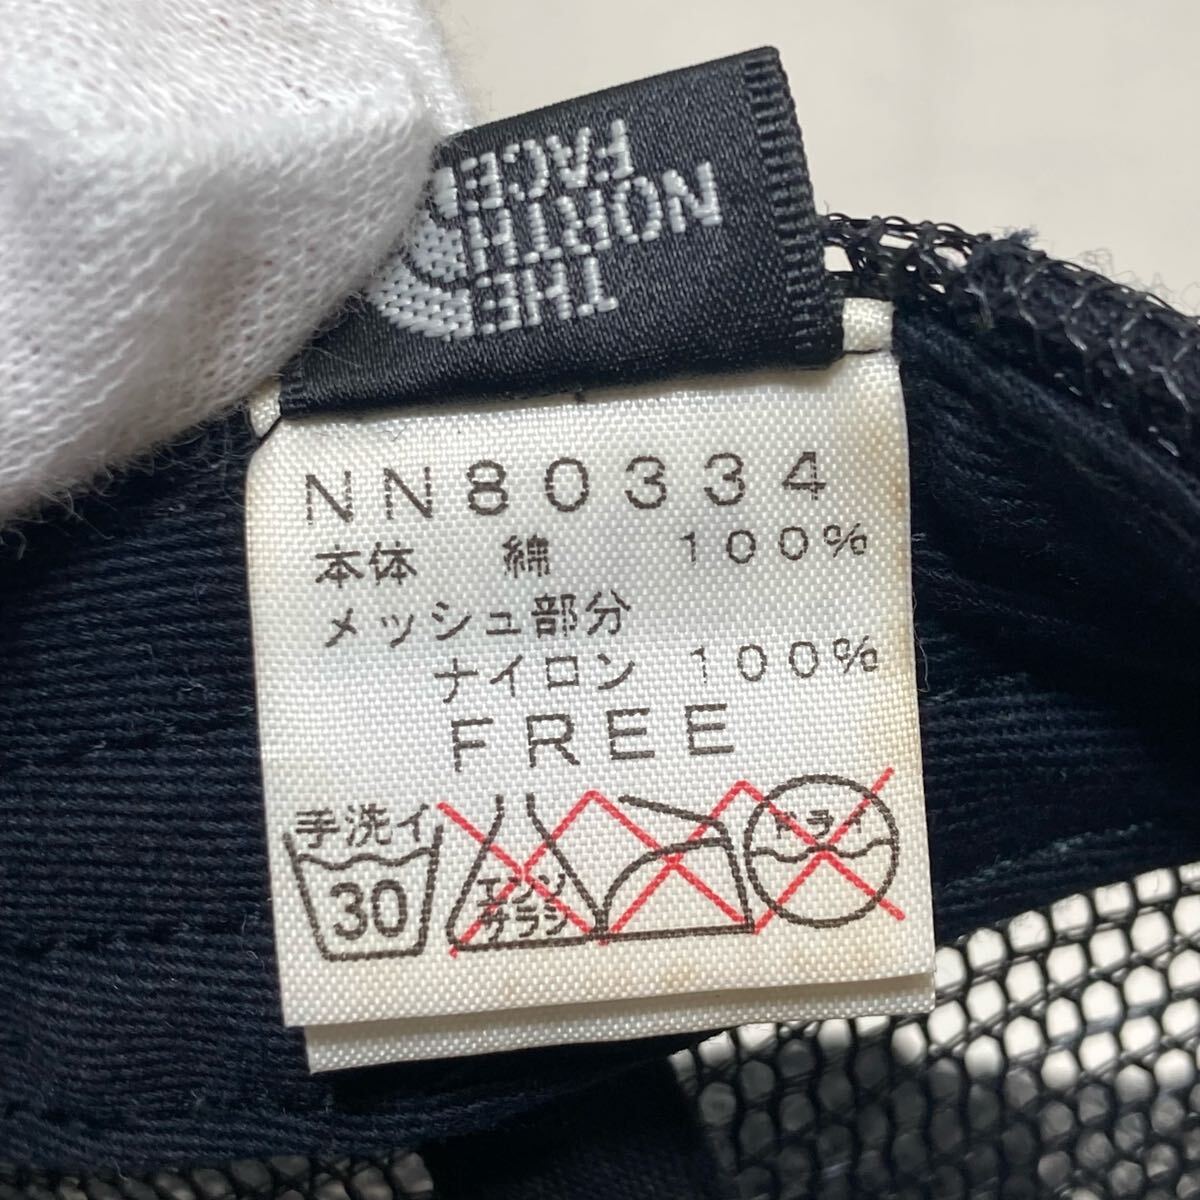 THE
NORTH
FACE
NN80334
本体 綿 100%
メッシュ部分
ナイロン 100%
FREE
手洗イ
30
エンソ
サラシ
ドライ